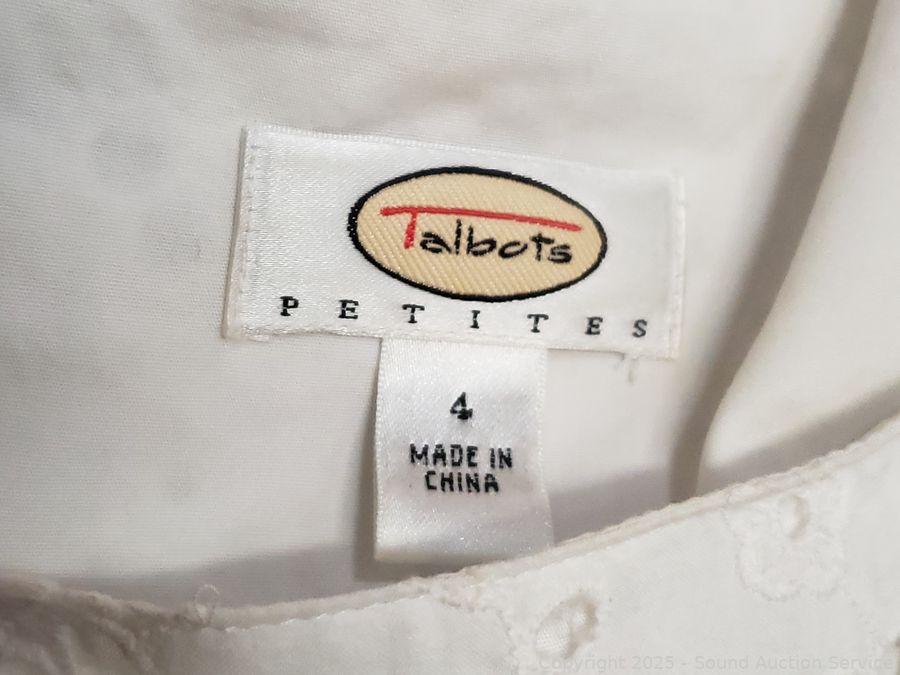 Talbots
PETITES
4
MADE IN
CHINA
Copyright 2025 - Sound Auction Service